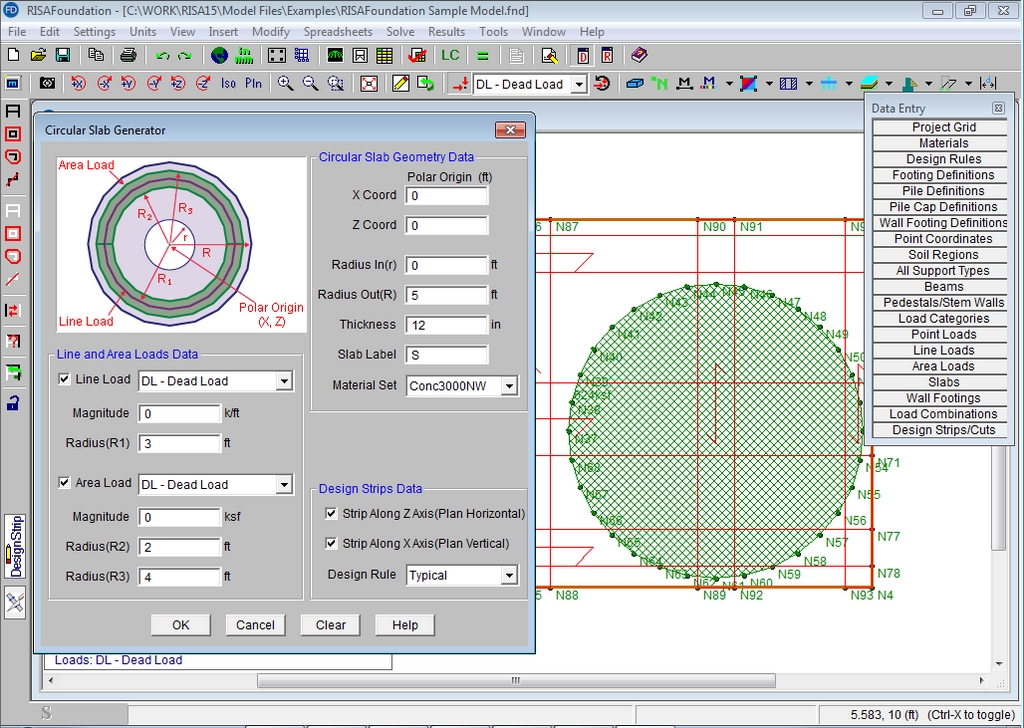 RISAFoundation - [C:\WORK\RISA15\Model Files\Examples\RISAFoundation Sample Model.fnd]
File Edit Settings Units View Insert Modify Spreadsheets Solve Results Tools Window Help
LC
Iso Pln DL - Dead Load
Circular Slab Generator
Area Load
R2
R3
r
R
R1
Polar Origin
(X, Z)
Line Load
Line and Area Loads Data
Line Load DL - Dead Load
Magnitude 0 k/ft
Radius(R1) 3 ft
Area Load DL - Dead Load
Magnitude 0 ksf
Radius(R2) 2 ft
Radius(R3) 4 ft
Circular Slab Geometry Data
Polar Origin (ft)
X Coord 0
Z Coord 0
Radius In(r) 0 ft
Radius Out(R) 5 ft
Thickness 12 in
Slab Label S
Material Set Conc3000NW
Design Strips Data
Strip Along Z Axis(Plan Horizontal)
Strip Along X Axis(Plan Vertical)
Design Rule Typical
OK Cancel Clear Help
Data Entry
Project Grid
Materials
Design Rules
Footing Definitions
Pile Definitions
Pile Cap Definitions
Wall Footing Definitions
Point Coordinates
Soil Regions
All Support Types
Beams
Pedestals/Stem Walls
Load Categories
Point Loads
Line Loads
Area Loads
Slabs
Wall Footings
Load Combinations
Design Strips/Cuts
N87 N90 N91
N43 N44 N45 N46
N42 N47
N48
N41 N49
N40 N50
N39
N38
N37
N68 N54 N71
N67 N55
N66 N56
N65 N57 N77
N64 N58
N63 N59 N78
N62 N61 N60
N88 N89 N92 N93 N4
DesignStrip
Loads: DL - Dead Load
S
5.583, 10 (ft) (Ctrl-X to toggle)